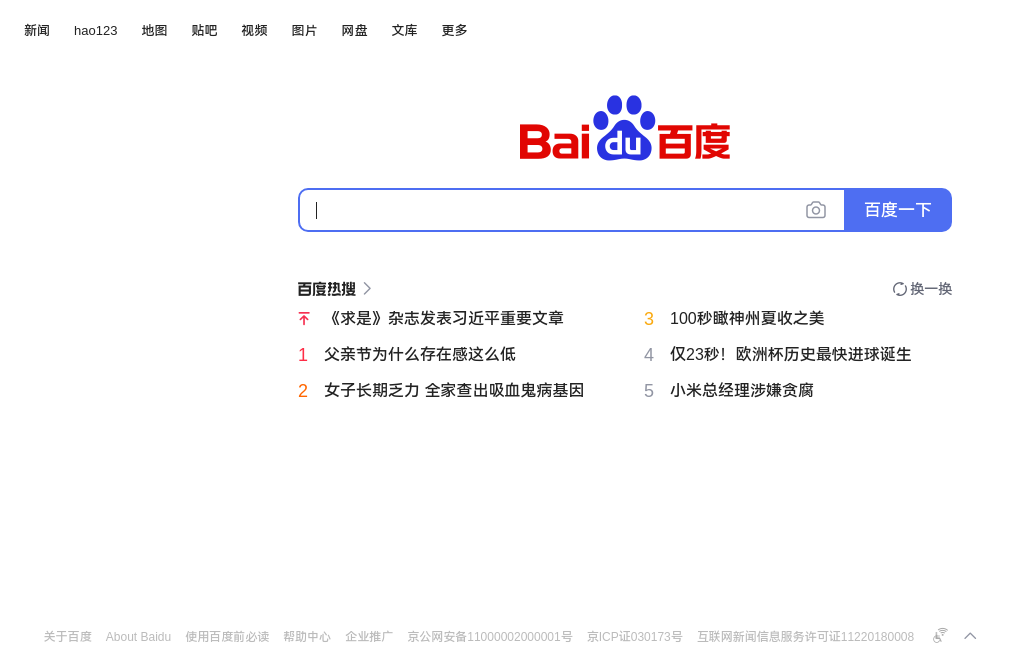 新闻 hao123 地图 贴吧 视频 图片 网盘 文库 更多
Bai du 百度
百度一下
百度热搜 换一换
《求是》杂志发表习近平重要文章
1 父亲节为什么存在感这么低
2 女子长期乏力 全家查出吸血鬼病基因
3 100秒瞰神州夏收之美
4 仅23秒！欧洲杯历史最快进球诞生
5 小米总经理涉嫌贪腐
关于百度 About Baidu 使用百度前必读 帮助中心 企业推广 京公网安备11000002000001号 京ICP证030173号 互联网新闻信息服务许可证11220180008